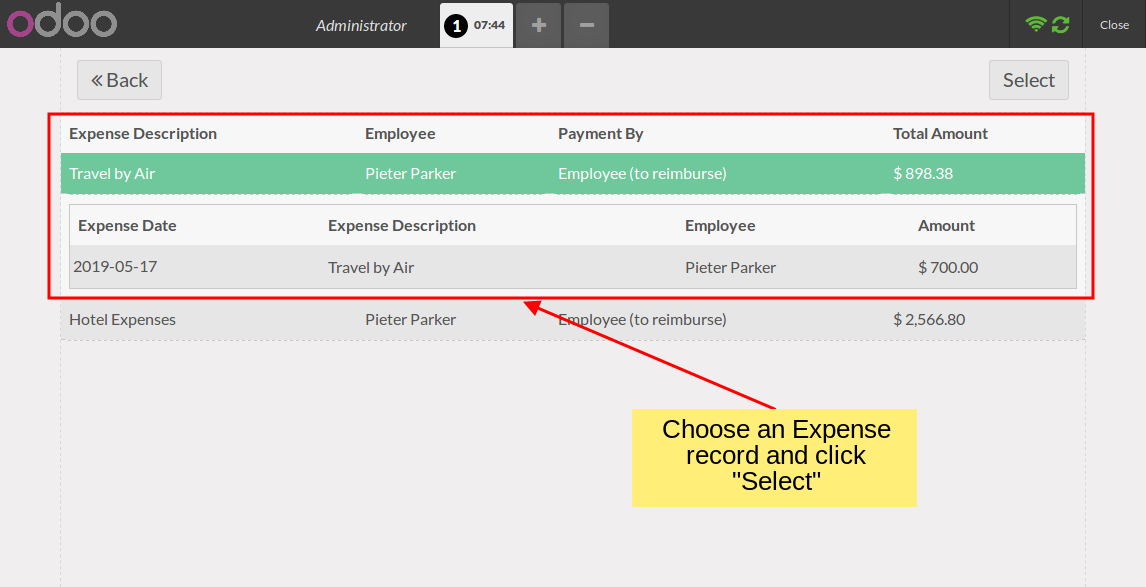 odoo Administrator 1 07:44 + − Close
« Back Select
Expense Description Employee Payment By Total Amount
Travel by Air Pieter Parker Employee (to reimburse) $ 898.38
Expense Date Expense Description Employee Amount
2019-05-17 Travel by Air Pieter Parker $ 700.00
Hotel Expenses Pieter Parker Employee (to reimburse) $ 2,566.80
Choose an Expense
record and click
"Select"